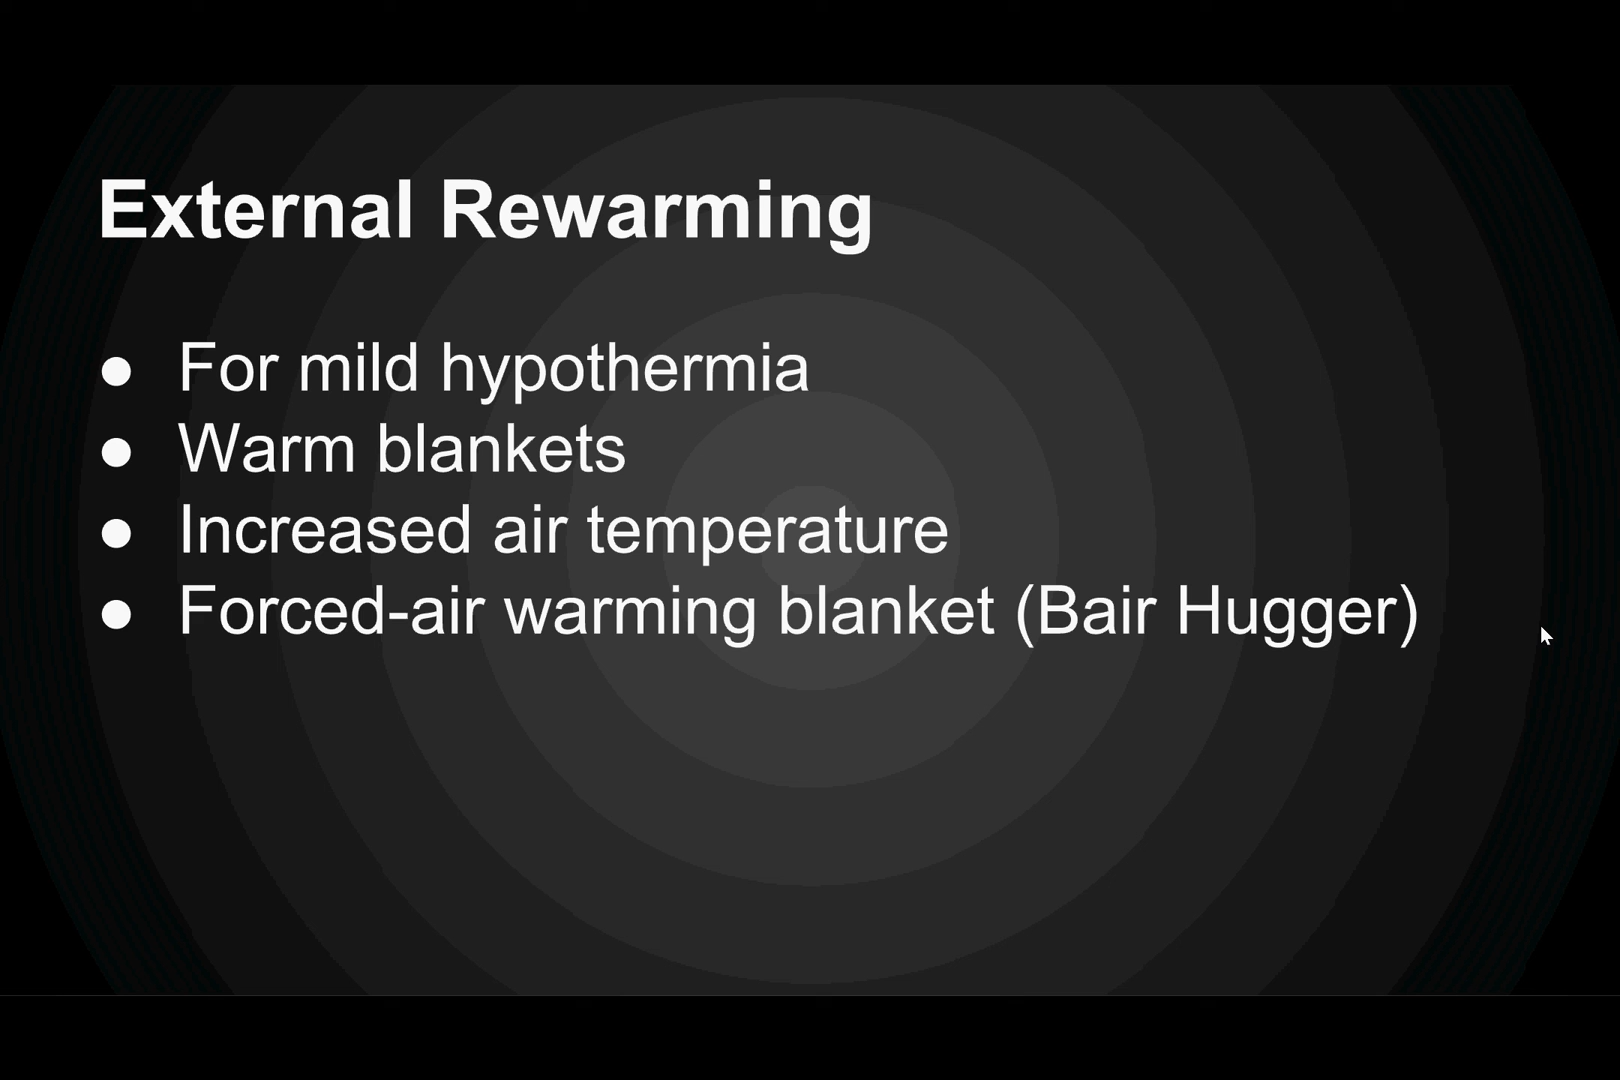 External Rewarming
● For mild hypothermia
● Warm blankets
● Increased air temperature
● Forced-air warming blanket (Bair Hugger)